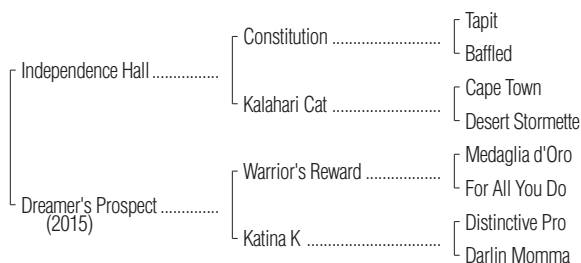 Tapit
Constitution
Baffled
Independence Hall
Cape Town
Kalahari Cat
Desert Stormette
Medaglia d'Oro
Warrior's Reward
For All You Do
Dreamer's Prospect
(2015)
Distinctive Pro
Katina K
Darlin Momma